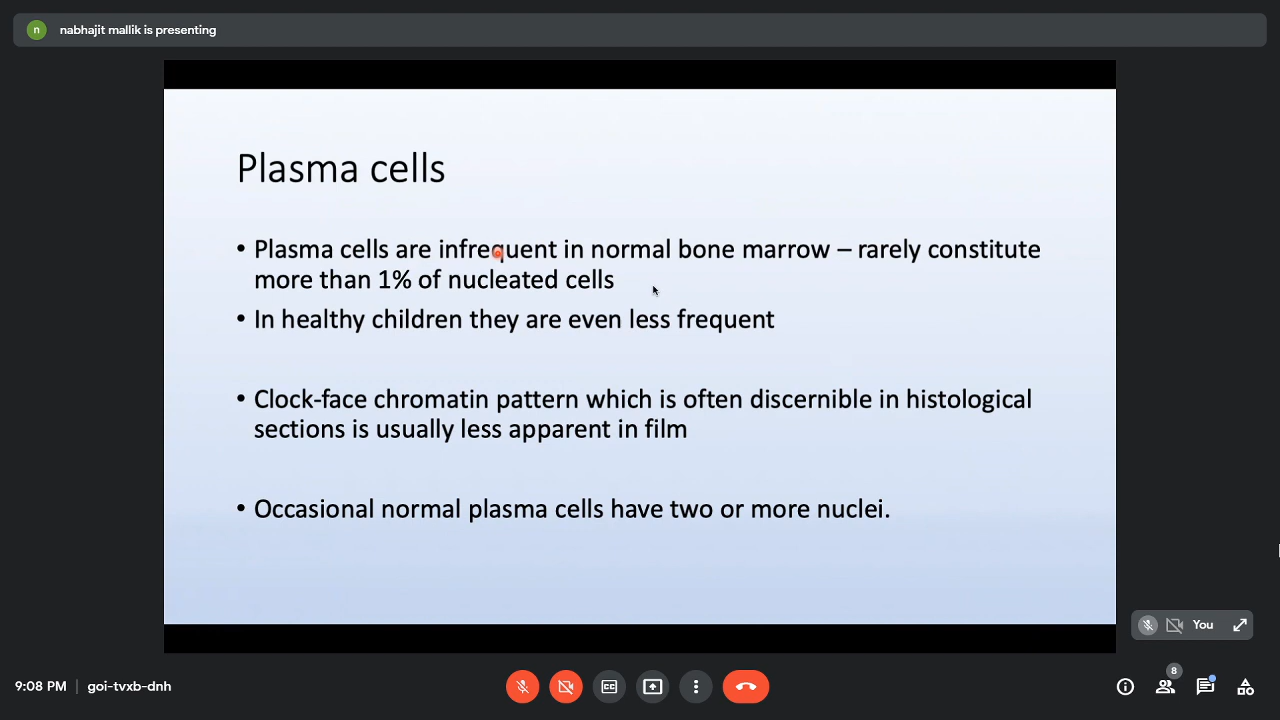 n nabhajit mallik is presenting
Plasma cells
• Plasma cells are infrequent in normal bone marrow – rarely constitute
more than 1% of nucleated cells
• In healthy children they are even less frequent
• Clock-face chromatin pattern which is often discernible in histological
sections is usually less apparent in film
• Occasional normal plasma cells have two or more nuclei.
You
9:08 PM | goi-tvxb-dnh
CC
8